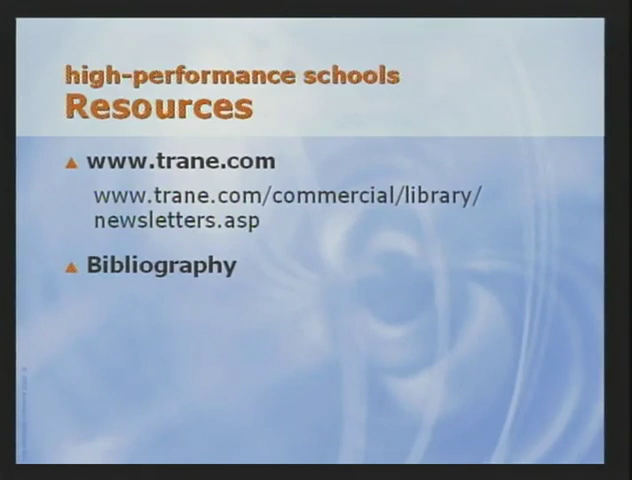 high-performance schools
Resources
www.trane.com
www.trane.com/commercial/library/
newsletters.asp
Bibliography